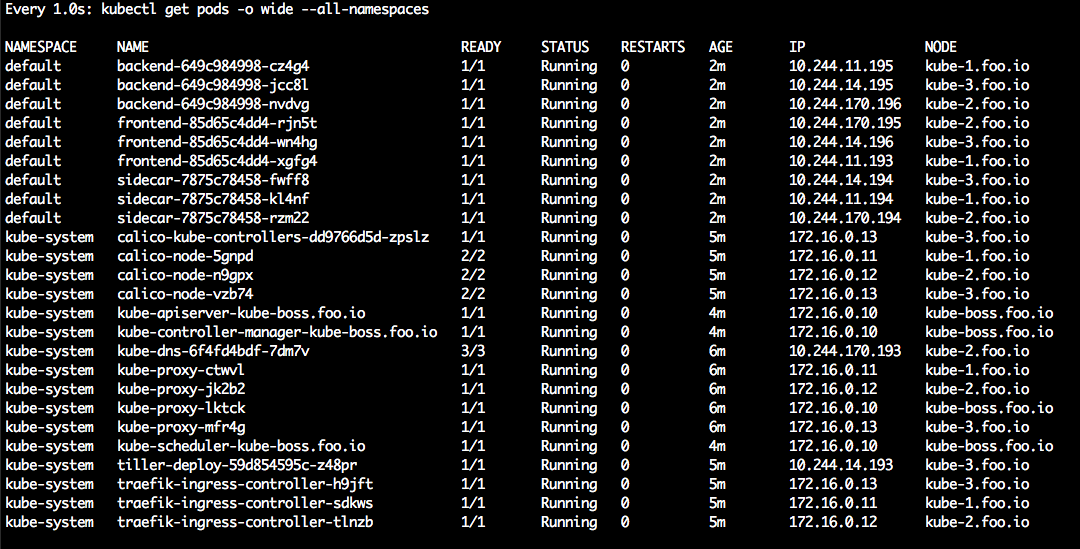 Every 1.0s: kubectl get pods -o wide --all-namespaces
NAMESPACE NAME READY STATUS RESTARTS AGE IP NODE
default backend-649c984998-cz4g4 1/1 Running 0 2m 10.244.11.195 kube-1.foo.io
default backend-649c984998-jcc8l 1/1 Running 0 2m 10.244.14.195 kube-3.foo.io
default backend-649c984998-nvdvg 1/1 Running 0 2m 10.244.170.196 kube-2.foo.io
default frontend-85d65c4dd4-rjn5t 1/1 Running 0 2m 10.244.170.195 kube-2.foo.io
default frontend-85d65c4dd4-wn4hg 1/1 Running 0 2m 10.244.14.196 kube-3.foo.io
default frontend-85d65c4dd4-xgfg4 1/1 Running 0 2m 10.244.11.193 kube-1.foo.io
default sidecar-7875c78458-fwff8 1/1 Running 0 2m 10.244.14.194 kube-3.foo.io
default sidecar-7875c78458-kl4nf 1/1 Running 0 2m 10.244.11.194 kube-1.foo.io
default sidecar-7875c78458-rzm22 1/1 Running 0 2m 10.244.170.194 kube-2.foo.io
kube-system calico-kube-controllers-dd9766d5d-zpslz 1/1 Running 0 5m 172.16.0.13 kube-3.foo.io
kube-system calico-node-5gnpd 2/2 Running 0 5m 172.16.0.11 kube-1.foo.io
kube-system calico-node-n9gpx 2/2 Running 0 5m 172.16.0.12 kube-2.foo.io
kube-system calico-node-vzb74 2/2 Running 0 5m 172.16.0.13 kube-3.foo.io
kube-system kube-apiserver-kube-boss.foo.io 1/1 Running 0 4m 172.16.0.10 kube-boss.foo.io
kube-system kube-controller-manager-kube-boss.foo.io 1/1 Running 0 4m 172.16.0.10 kube-boss.foo.io
kube-system kube-dns-6f4fd4bdf-7dm7v 3/3 Running 0 6m 10.244.170.193 kube-2.foo.io
kube-system kube-proxy-ctwvl 1/1 Running 0 6m 172.16.0.11 kube-1.foo.io
kube-system kube-proxy-jk2b2 1/1 Running 0 6m 172.16.0.12 kube-2.foo.io
kube-system kube-proxy-lktck 1/1 Running 0 6m 172.16.0.10 kube-boss.foo.io
kube-system kube-proxy-mfr4g 1/1 Running 0 6m 172.16.0.13 kube-3.foo.io
kube-system kube-scheduler-kube-boss.foo.io 1/1 Running 0 4m 172.16.0.10 kube-boss.foo.io
kube-system tiller-deploy-59d854595c-z48pr 1/1 Running 0 5m 10.244.14.193 kube-3.foo.io
kube-system traefik-ingress-controller-h9jft 1/1 Running 0 5m 172.16.0.13 kube-3.foo.io
kube-system traefik-ingress-controller-sdkws 1/1 Running 0 5m 172.16.0.11 kube-1.foo.io
kube-system traefik-ingress-controller-tlnzb 1/1 Running 0 5m 172.16.0.12 kube-2.foo.io